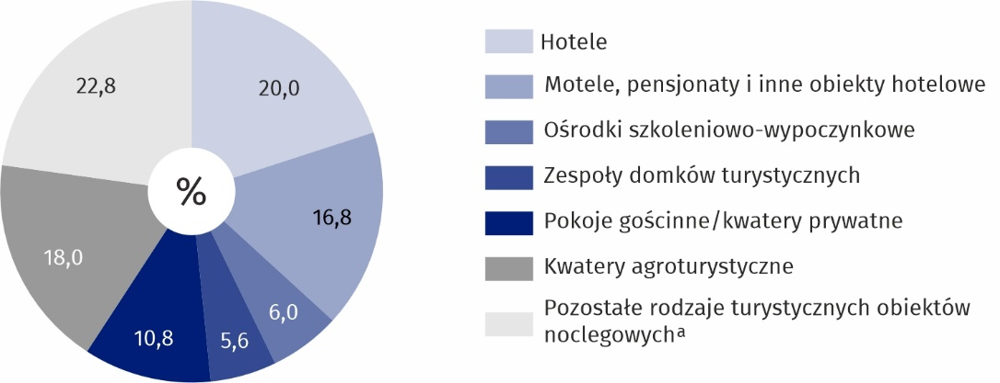 22,8
20,0
16,8
6,0
5,6
10,8
18,0
%
Hotele
Motele, pensjonaty i inne obiekty hotelowe
Ośrodki szkoleniowo-wypoczynkowe
Zespoły domków turystycznych
Pokoje gościnne/kwatery prywatne
Kwatery agroturystyczne
Pozostałe rodzaje turystycznych obiektów
noclegowychᵃ